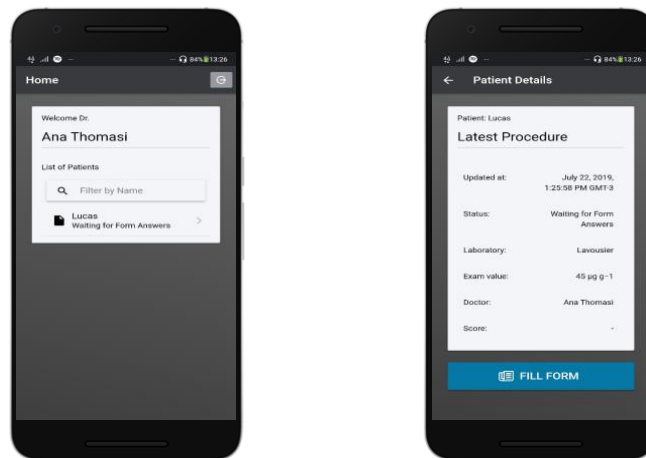 84% 13:26
Home
Welcome Dr.
Ana Thomasi
List of Patients
Filter by Name
Lucas
Waiting for Form Answers
84% 13:26
Patient Details
Patient: Lucas
Latest Procedure
Updated at: July 22, 2019,
1:25:58 PM GMT-3
Status: Waiting for Form
Answers
Laboratory: Lavousier
Exam value: 45 µg g-1
Doctor: Ana Thomasi
Score: -
FILL FORM